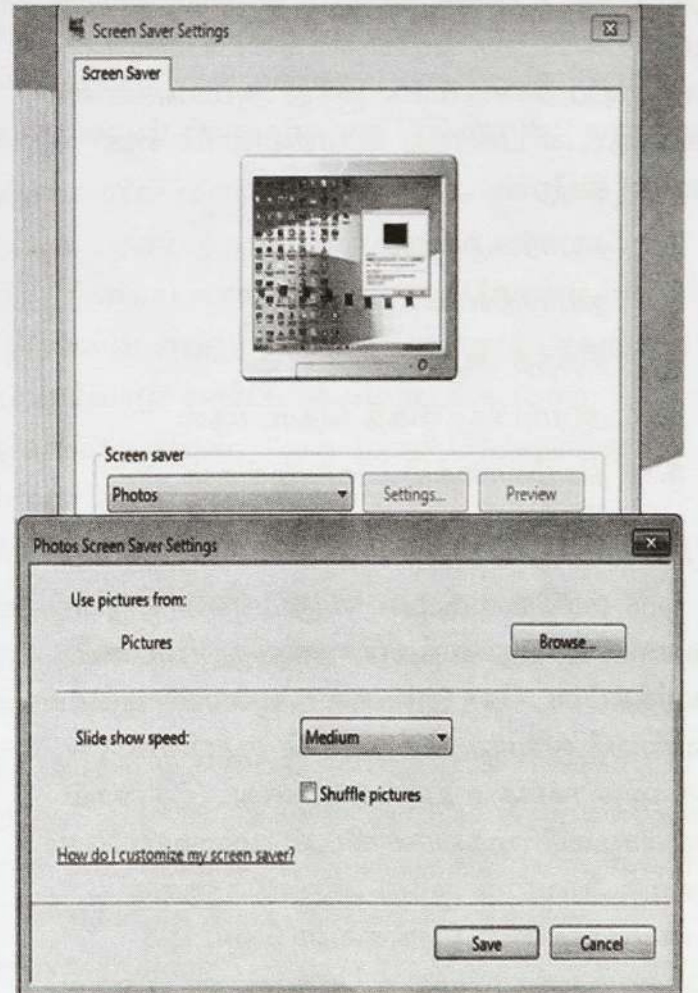 Screen Saver Settings
Screen Saver
Screen saver
Photos
Settings...
Preview
Photos Screen Saver Settings
Use pictures from:
Pictures
Browse...
Slide show speed:
Medium
Shuffle pictures
How do I customize my screen saver?
Save
Cancel